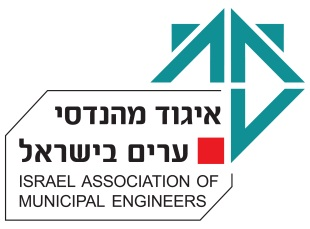 איגוד מהנדסי
ערים בישראל
ISRAEL ASSOCIATION OF
MUNICIPAL ENGINEERS